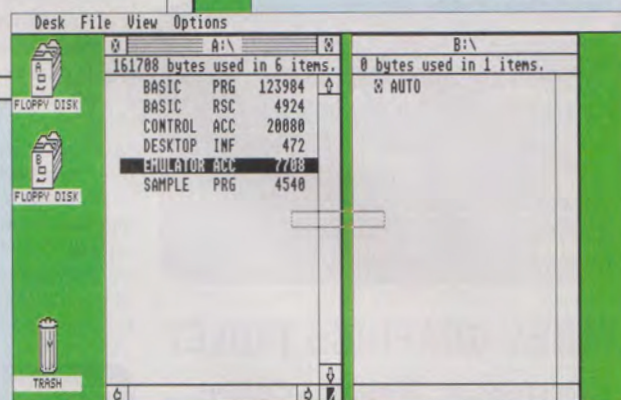 Desk File View Options
A:\
161708 bytes used in 6 items.
BASIC PRG 123984
BASIC RSC 4924
CONTROL ACC 20080
DESKTOP INF 472
EMULATOR ACC 7708
SAMPLE PRG 4540
B:\
0 bytes used in 1 items.
AUTO
A
FLOPPY DISK
B
FLOPPY DISK
TRASH